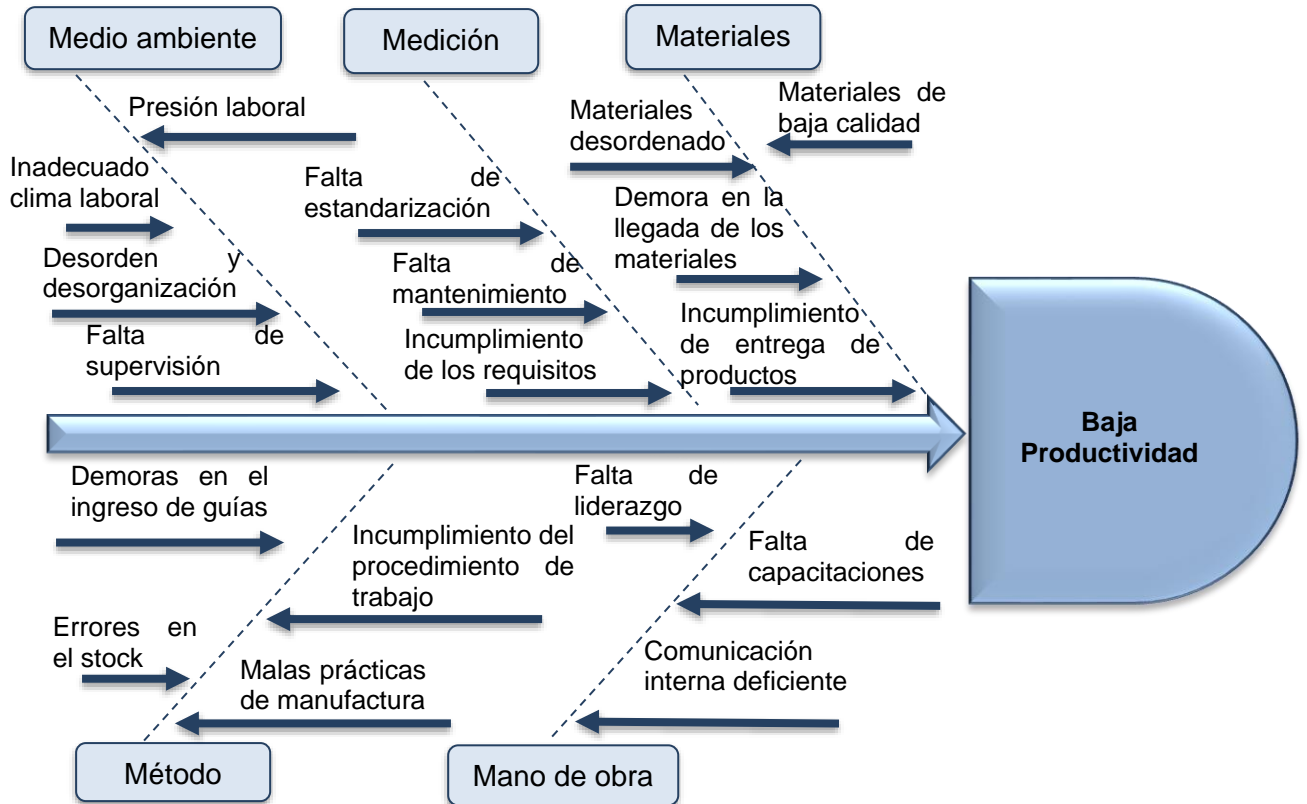 Medio ambiente
Medición
Materiales
Presión laboral
Inadecuado
clima laboral
Desorden y
desorganización
Falta de
supervisión
Falta de
estandarización
Falta de
mantenimiento
Incumplimiento
de los requisitos
Materiales
desordenado
Materiales de
baja calidad
Demora en la
llegada de los
materiales
Incumplimiento
de entrega de
productos
Baja
Productividad
Demoras en el
ingreso de guías
Incumplimiento del
procedimiento de
trabajo
Errores en
el stock
Malas prácticas
de manufactura
Falta de
liderazgo
Falta de
capacitaciones
Comunicación
interna deficiente
Método
Mano de obra